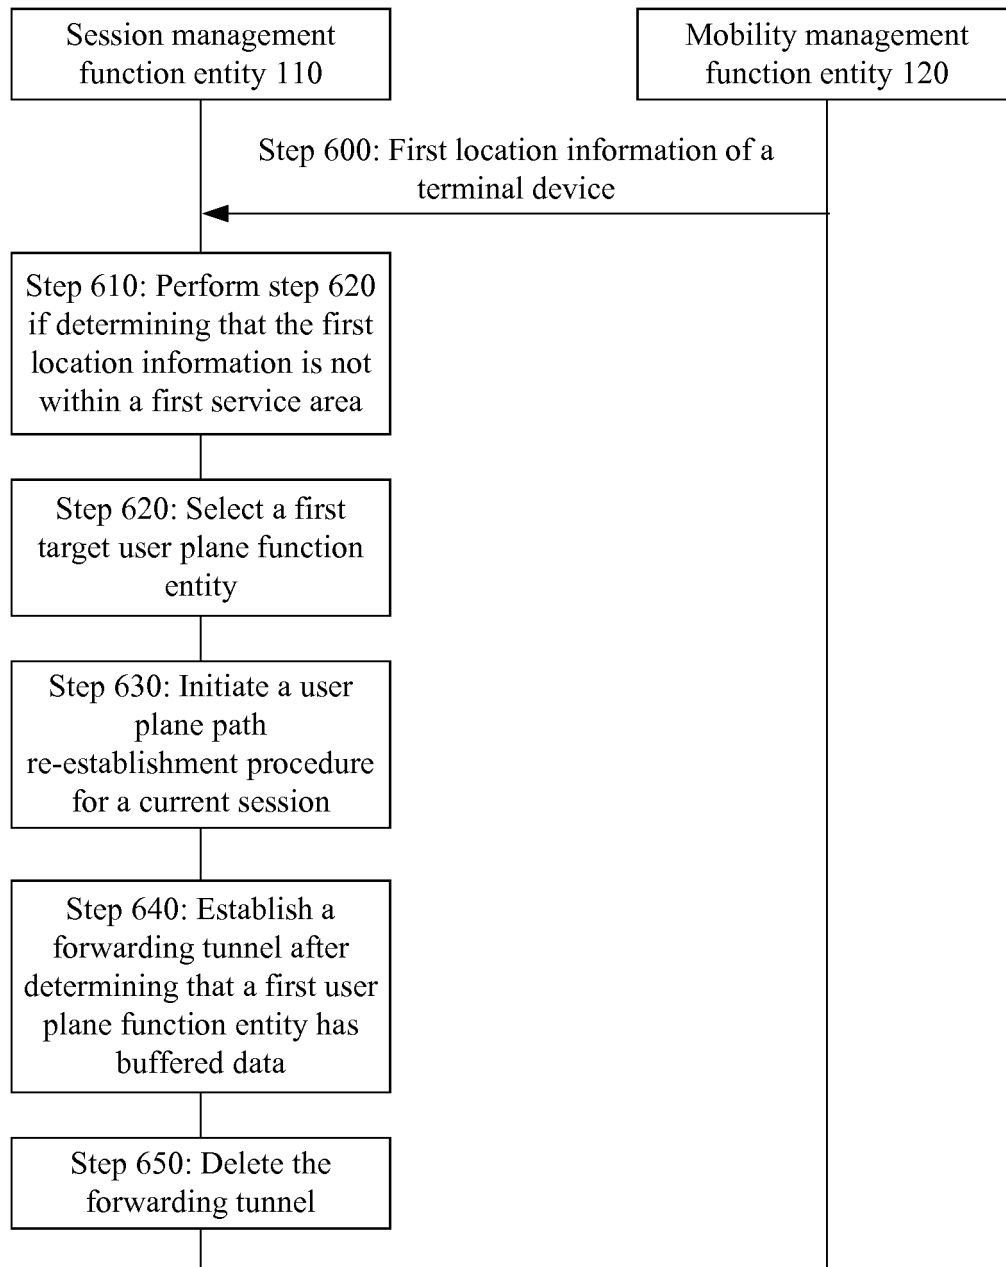 Session management
function entity 110
Mobility management
function entity 120
Step 600: First location information of a
terminal device
Step 610: Perform step 620
if determining that the first
location information is not
within a first service area
Step 620: Select a first
target user plane function
entity
Step 630: Initiate a user
plane path
re-establishment procedure
for a current session
Step 640: Establish a
forwarding tunnel after
determining that a first user
plane function entity has
buffered data
Step 650: Delete the
forwarding tunnel